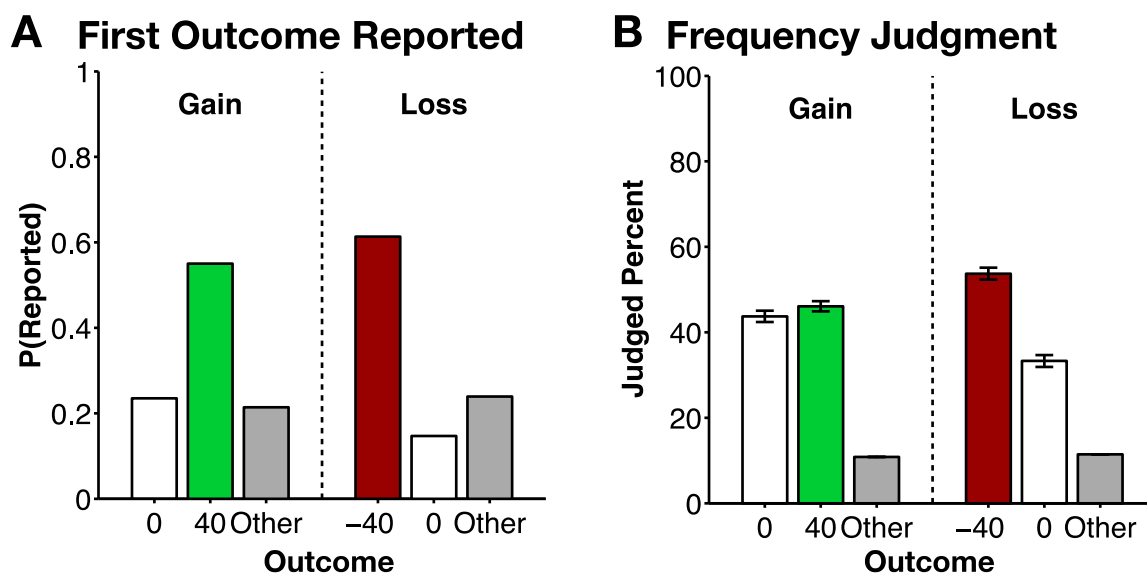 A First Outcome Reported
1
0.8
0.6
0.4
0.2
0
P(Reported)
Gain
Loss
0 40 Other −40 0 Other
Outcome
B Frequency Judgment
100
80
60
40
20
0
Judged Percent
Gain
Loss
0 40 Other −40 0 Other
Outcome